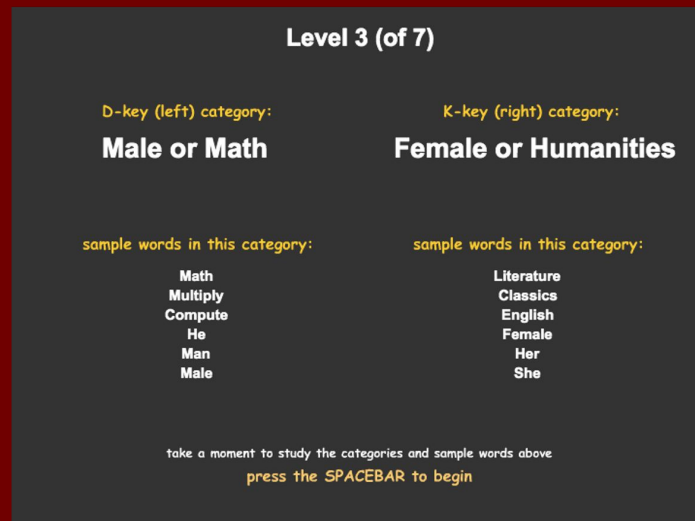 Level 3 (of 7)
D-key (left) category:
Male or Math
sample words in this category:
Math
Multiply
Compute
He
Man
Male
K-key (right) category:
Female or Humanities
sample words in this category:
Literature
Classics
English
Female
Her
She
take a moment to study the categories and sample words above
press the SPACEBAR to begin